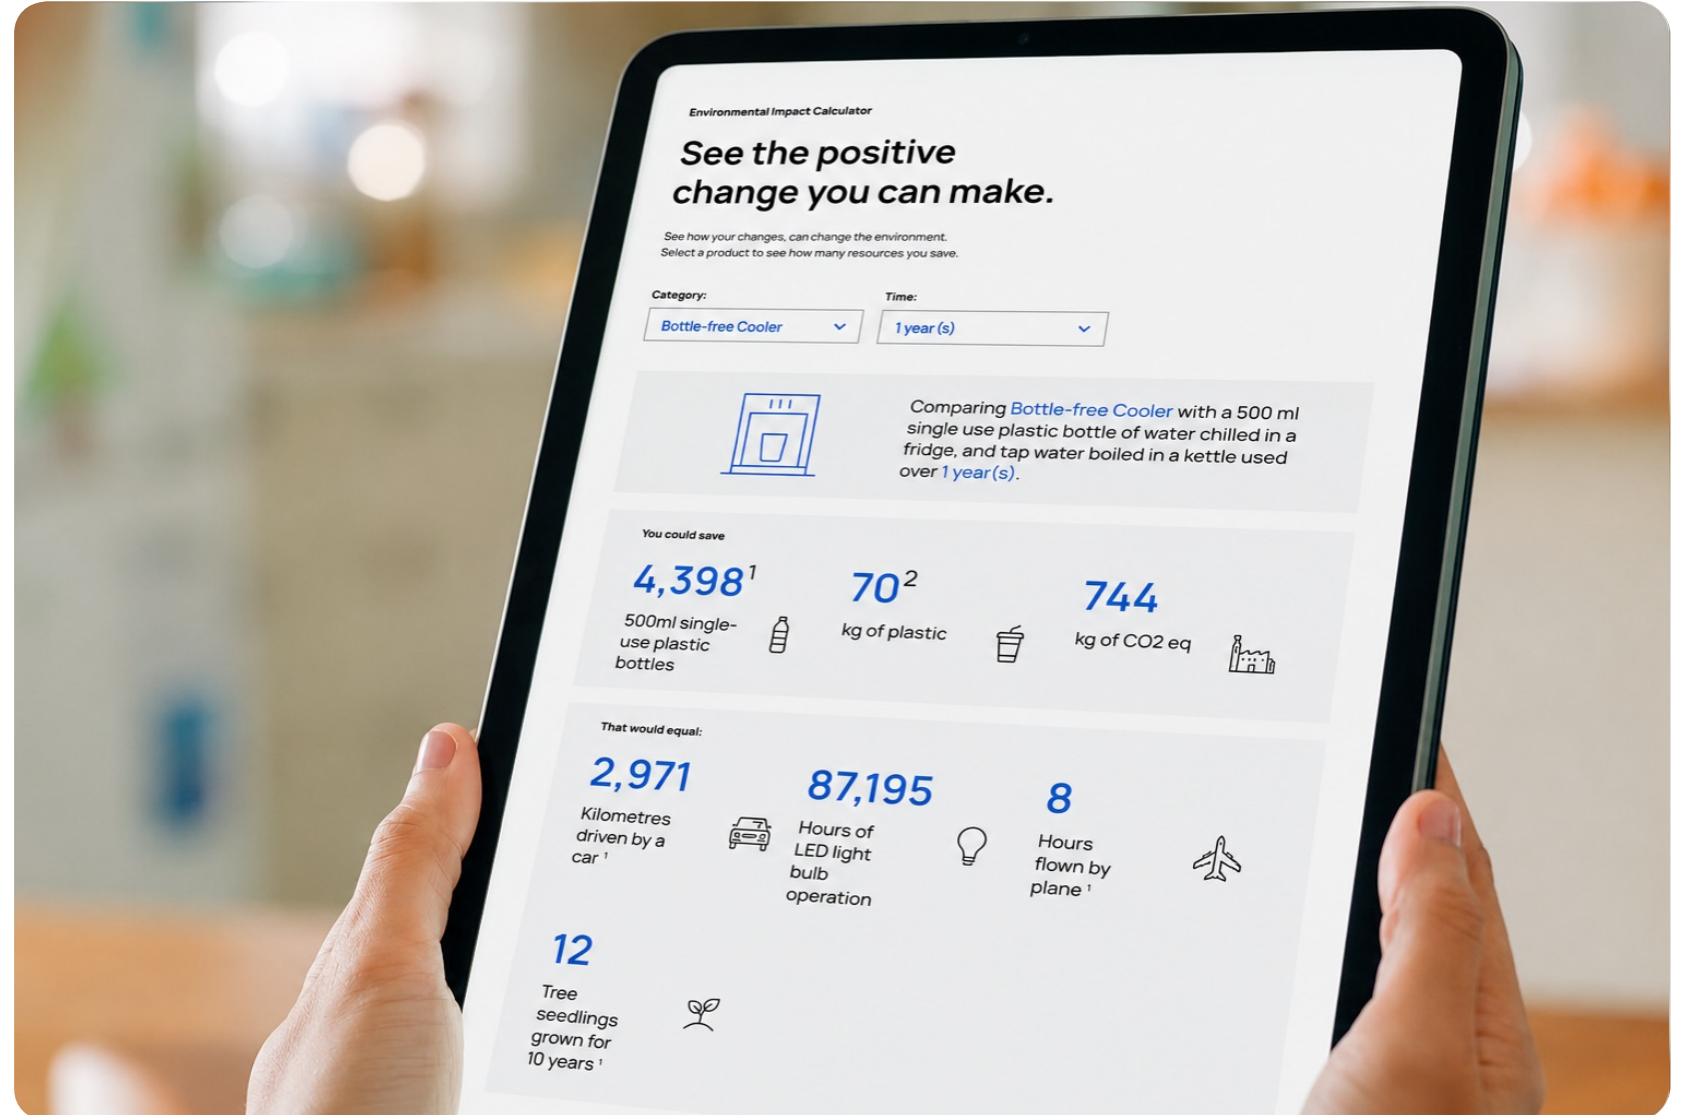 Environmental Impact Calculator
See the positive
change you can make.
See how your changes, can change the environment.
Select a product to see how many resources you save.
Category:
Time:
Bottle-free Cooler
1 year (s)
Comparing Bottle-free Cooler with a 500 ml
single use plastic bottle of water chilled in a
fridge, and tap water boiled in a kettle used
over 1 year(s).
You could save
4,398¹
500ml single-
use plastic
bottles
70²
kg of plastic
744
kg of CO2 eq
That would equal:
2,971
Kilometres
driven by a
car ¹
87,195
Hours of
LED light
bulb
operation
8
Hours
flown by
plane ¹
12
Tree
seedlings
grown for
10 years ¹